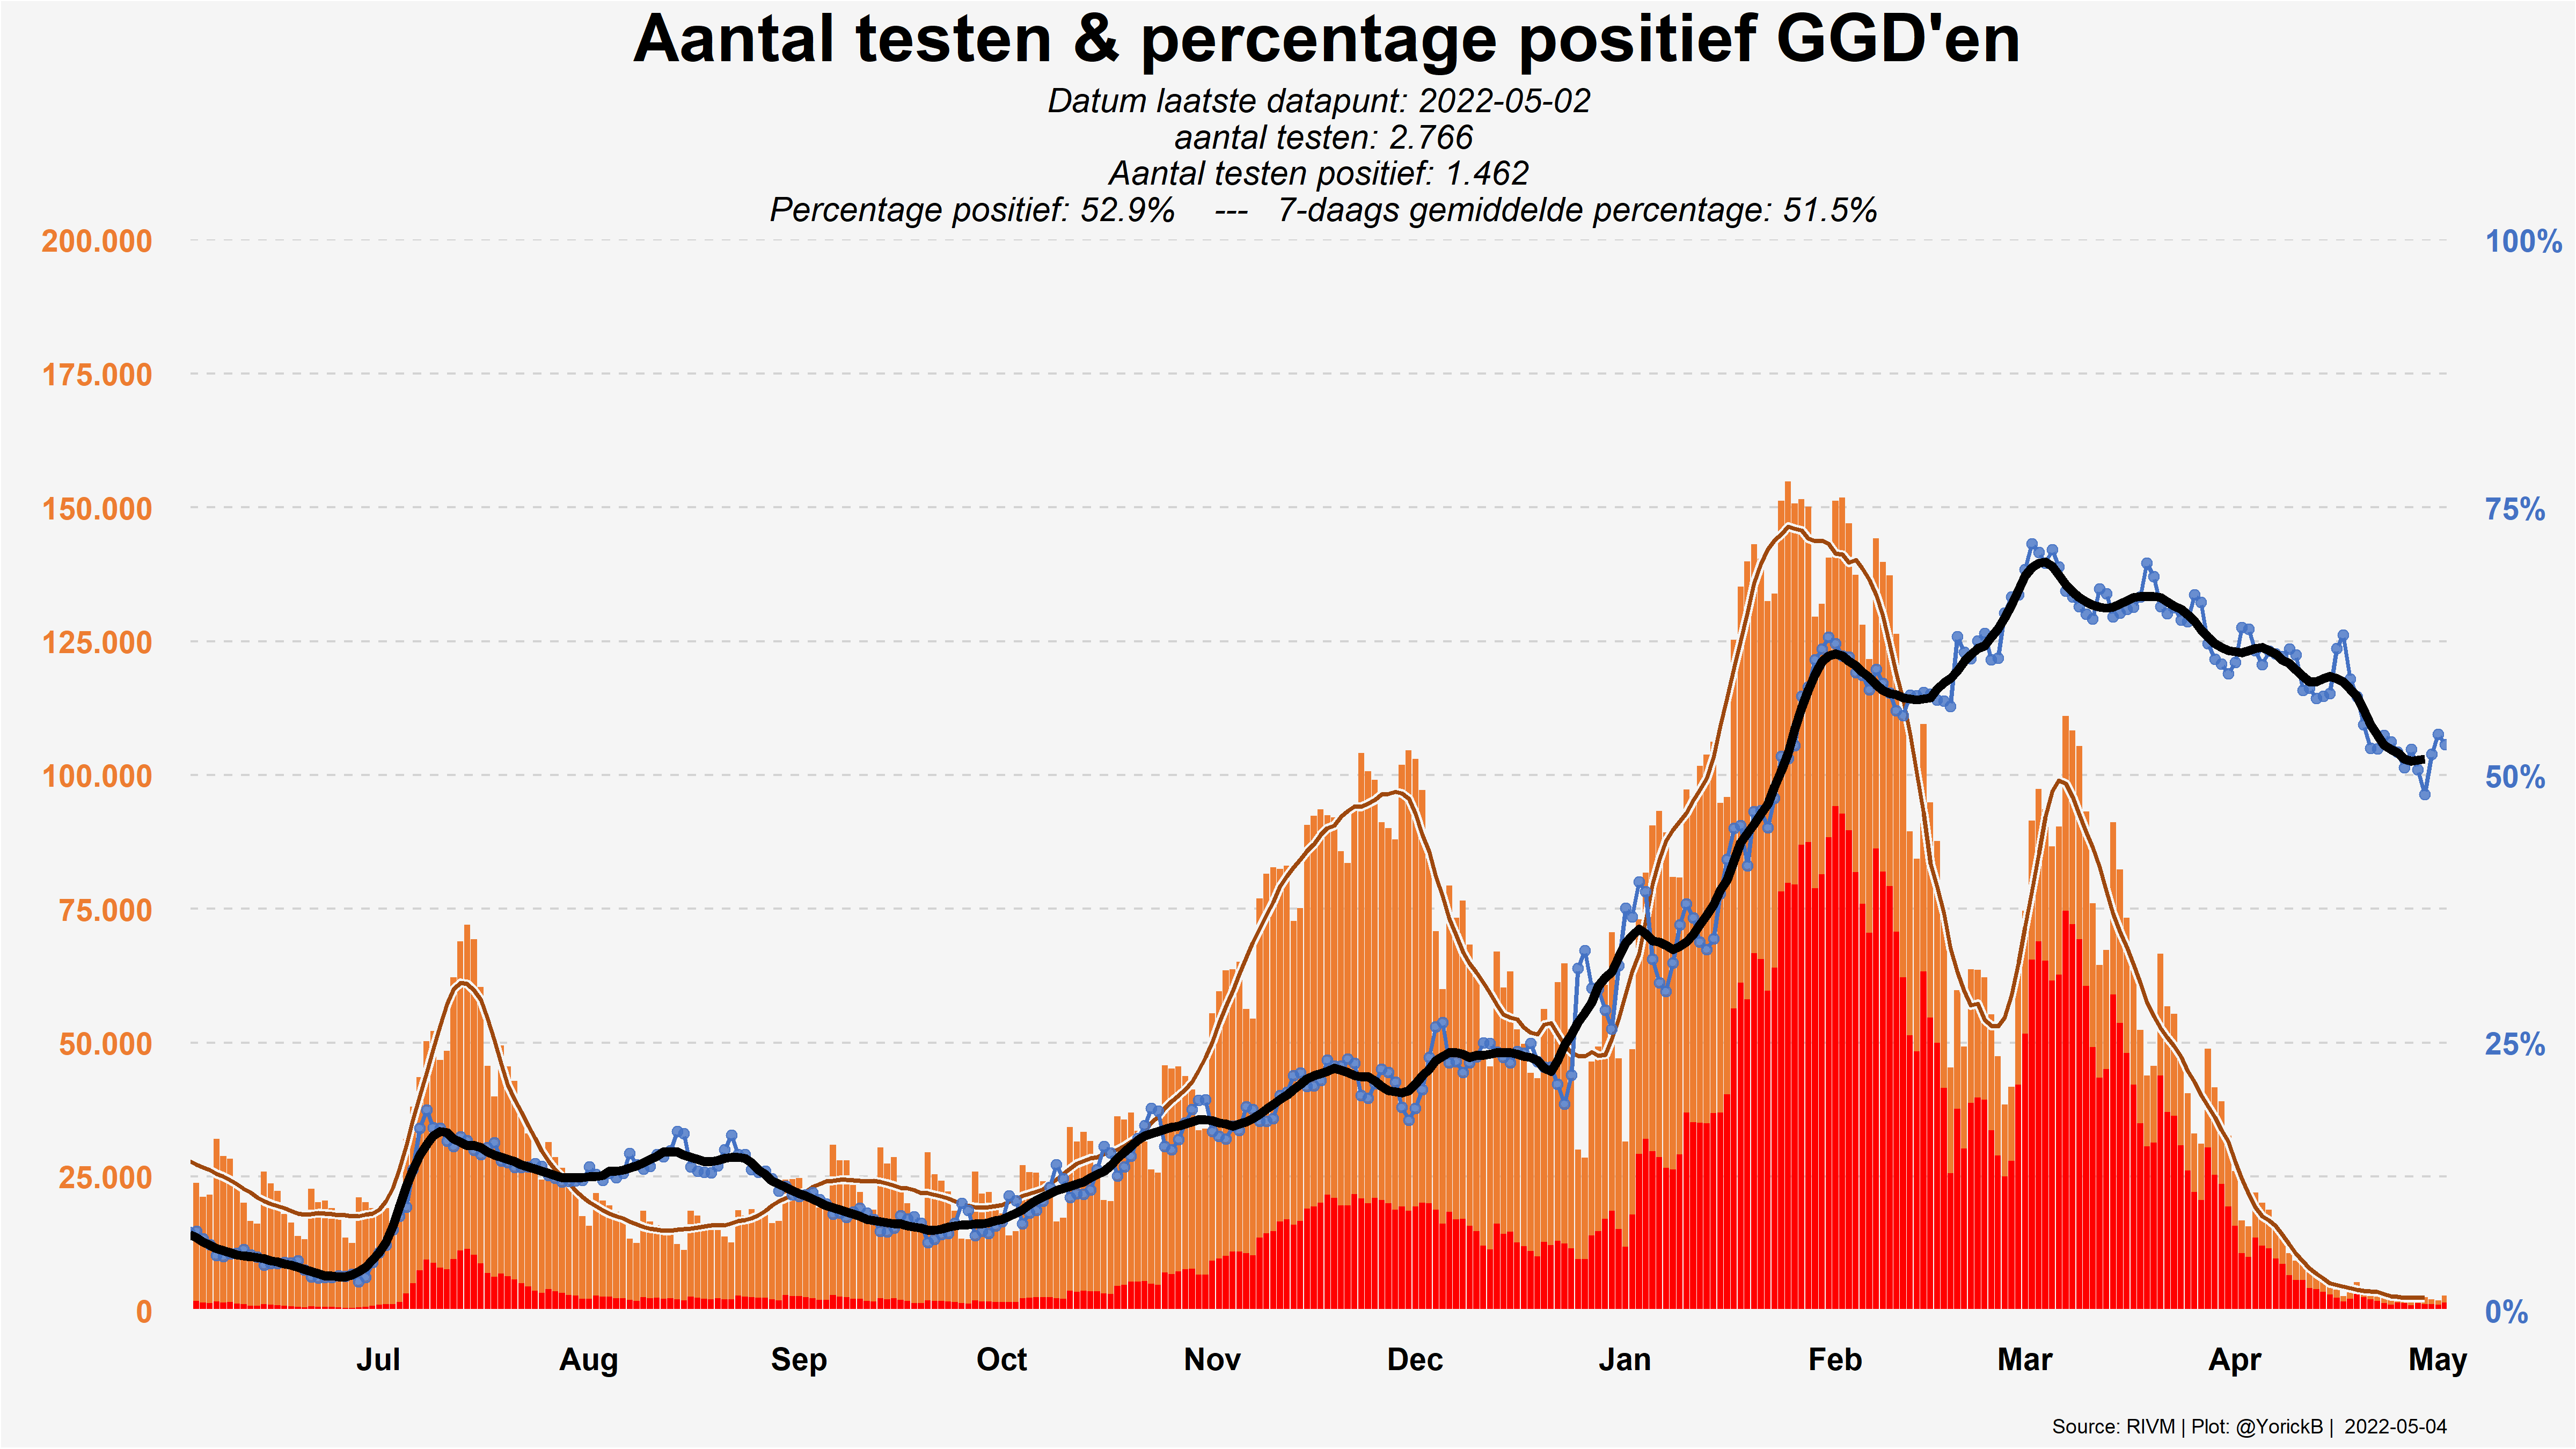 Aantal testen & percentage positief GGD'en
Datum laatste datapunt: 2022-05-02
aantal testen: 2.766
Aantal testen positief: 1.462
Percentage positief: 52.9% --- 7-daags gemiddelde percentage: 51.5%
200.000 100%
175.000
150.000 75%
125.000
100.000 50%
75.000
50.000 25%
25.000
0 0%
Jul Aug Sep Oct Nov Dec Jan Feb Mar Apr May
Source: RIVM | Plot: @YorickB | 2022-05-04